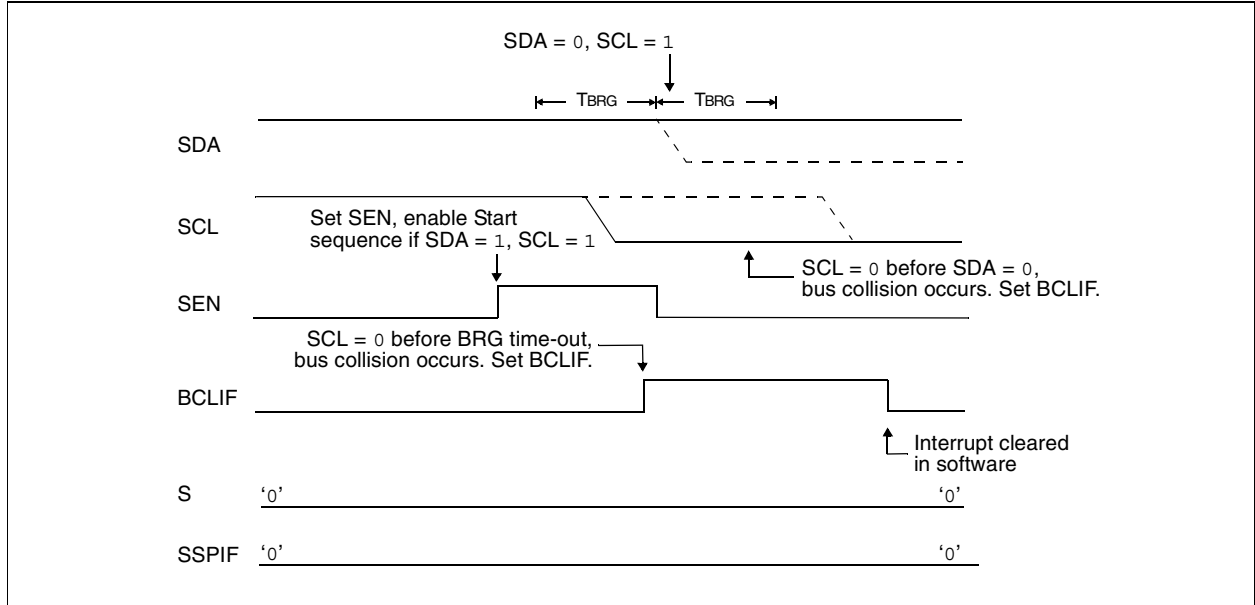 SDA = 0, SCL = 1
TBRG TBRG
SDA
SCL
Set SEN, enable Start
sequence if SDA = 1, SCL = 1
SCL = 0 before SDA = 0,
bus collision occurs. Set BCLIF.
SEN
SCL = 0 before BRG time-out,
bus collision occurs. Set BCLIF.
BCLIF
Interrupt cleared
in software
S ‘0’ ‘0’
SSPIF ‘0’ ‘0’